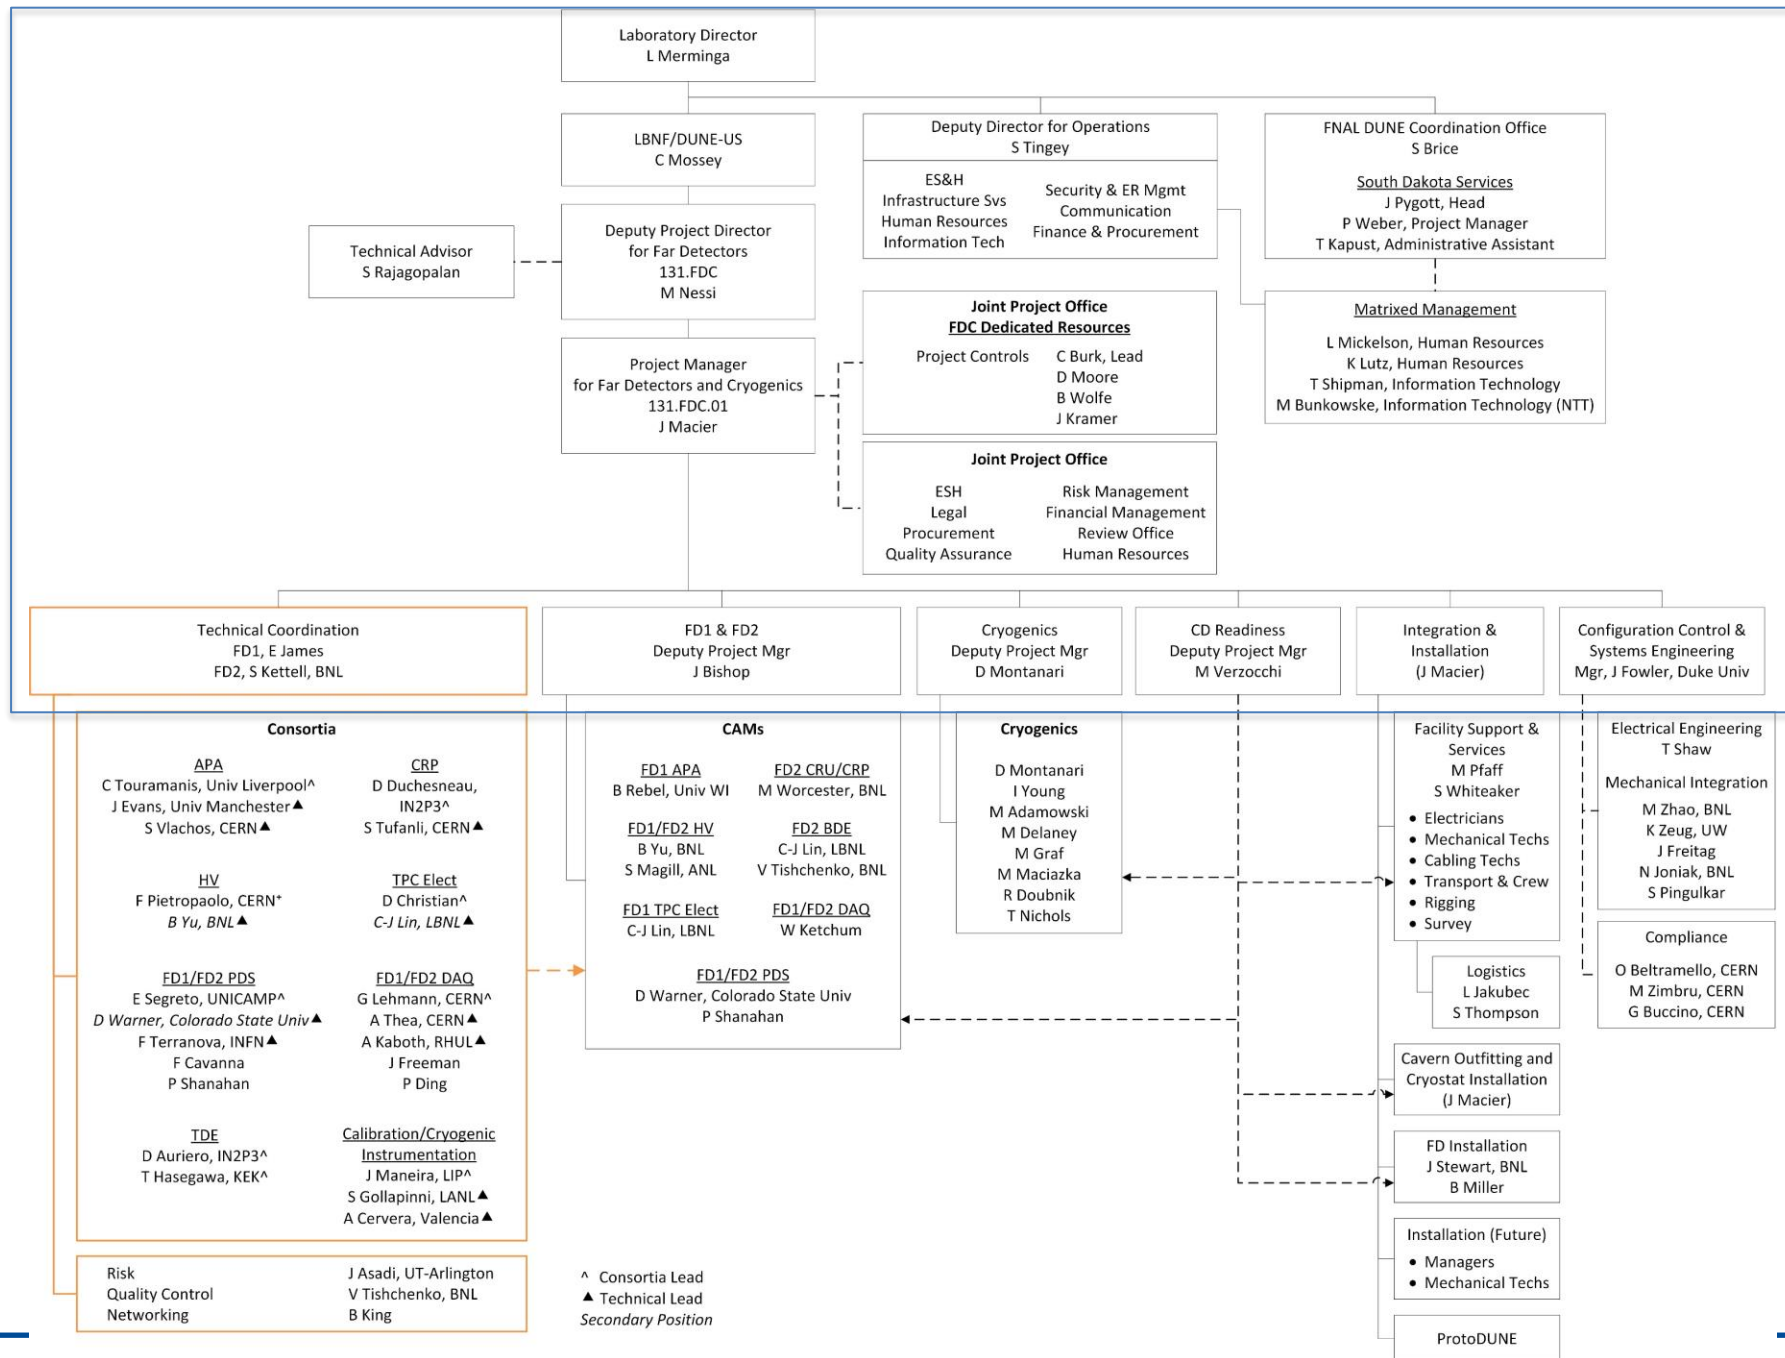 Laboratory Director
L Merminga
LBNF/DUNE-US
C Mossey
Deputy Director for Operations
S Tingey
ES&H
Infrastructure Svs
Human Resources
Information Tech
Security & ER Mgmt
Communication
Finance & Procurement
FNAL DUNE Coordination Office
S Brice
South Dakota Services
J Pygott, Head
P Weber, Project Manager
T Kapust, Administrative Assistant
Technical Advisor
S Rajagopalan
Deputy Project Director
for Far Detectors
131.FDC
M Nessi
Joint Project Office
FDC Dedicated Resources
Project Controls
C Burk, Lead
D Moore
B Wolfe
J Kramer
Matrixed Management
L Mickelson, Human Resources
K Lutz, Human Resources
T Shipman, Information Technology
M Bunkowske, Information Technology (NTT)
Project Manager
for Far Detectors and Cryogenics
131.FDC.01
J Macier
Joint Project Office
ESH
Legal
Procurement
Quality Assurance
Risk Management
Financial Management
Review Office
Human Resources
Technical Coordination
FD1, E James
FD2, S Kettell, BNL
FD1 & FD2
Deputy Project Mgr
J Bishop
Cryogenics
Deputy Project Mgr
D Montanari
CD Readiness
Deputy Project Mgr
M Verzocchi
Integration &
Installation
(J Macier)
Configuration Control &
Systems Engineering
Mgr, J Fowler, Duke Univ
Consortia
APA
C Touramanis, Univ Liverpool^
J Evans, Univ Manchester▲
S Vlachos, CERN▲
CRP
D Duchesneau,
IN2P3^
S Tufanli, CERN▲
HV
F Pietropaolo, CERN^
B Yu, BNL▲
TPC Elect
D Christian^
C-J Lin, LBNL▲
FD1/FD2 PDS
E Segreto, UNICAMP^
D Warner, Colorado State Univ▲
F Terranova, INFN▲
F Cavanna
P Shanahan
FD1/FD2 DAQ
G Lehmann, CERN^
A Thea, CERN▲
A Kaboth, RHUL▲
J Freeman
P Ding
TDE
D Auriero, IN2P3^
T Hasegawa, KEK^
Calibration/Cryogenic
Instrumentation
J Maneira, LIP^
S Gollapinni, LANL▲
A Cervera, Valencia▲
Risk
Quality Control
Networking
J Asadi, UT-Arlington
V Tishchenko, BNL
B King
CAMs
FD1 APA
B Rebel, Univ WI
FD2 CRU/CRP
M Worcester, BNL
FD1/FD2 HV
B Yu, BNL
S Magill, ANL
FD2 BDE
C-J Lin, LBNL
V Tishchenko, BNL
FD1 TPC Elect
C-J Lin, LBNL
FD1/FD2 DAQ
W Ketchum
FD1/FD2 PDS
D Warner, Colorado State Univ
P Shanahan
Cryogenics
D Montanari
I Young
M Adamowski
M Delaney
M Graf
M Maciazka
R Doubnik
T Nichols
Facility Support &
Services
M Pfaff
S Whiteaker
• Electricians
• Mechanical Techs
• Cabling Techs
• Transport & Crew
• Rigging
• Survey
Logistics
L Jakubec
S Thompson
Cavern Outfitting and
Cryostat Installation
(J Macier)
FD Installation
J Stewart, BNL
B Miller
Installation (Future)
• Managers
• Mechanical Techs
ProtoDUNE
Electrical Engineering
T Shaw
Mechanical Integration
M Zhao, BNL
K Zeug, UW
J Freitag
N Joniak, BNL
S Pingulkar
Compliance
O Beltramello, CERN
M Zimbru, CERN
G Buccino, CERN
^ Consortia Lead
▲ Technical Lead
Secondary Position